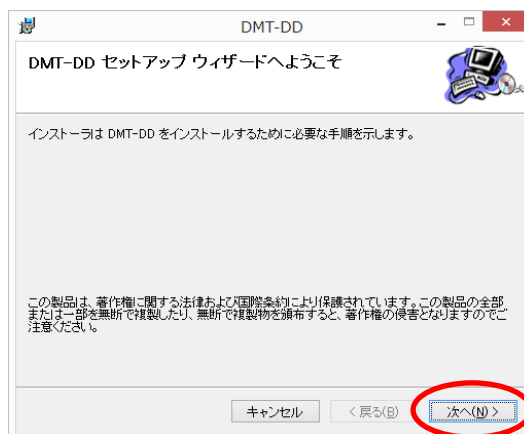 DMT-DD
DMT-DD セットアップ ウィザードへようこそ
インストーラは DMT-DD をインストールするために必要な手順を示します。
この製品は、著作権に関する法律および国際条約により保護されています。この製品の全部
または一部を無断で複製したり、無断で複製物を頒布すると、著作権の侵害となりますのでご
注意ください。
キャンセル
< 戻る(B)
次へ(N) >